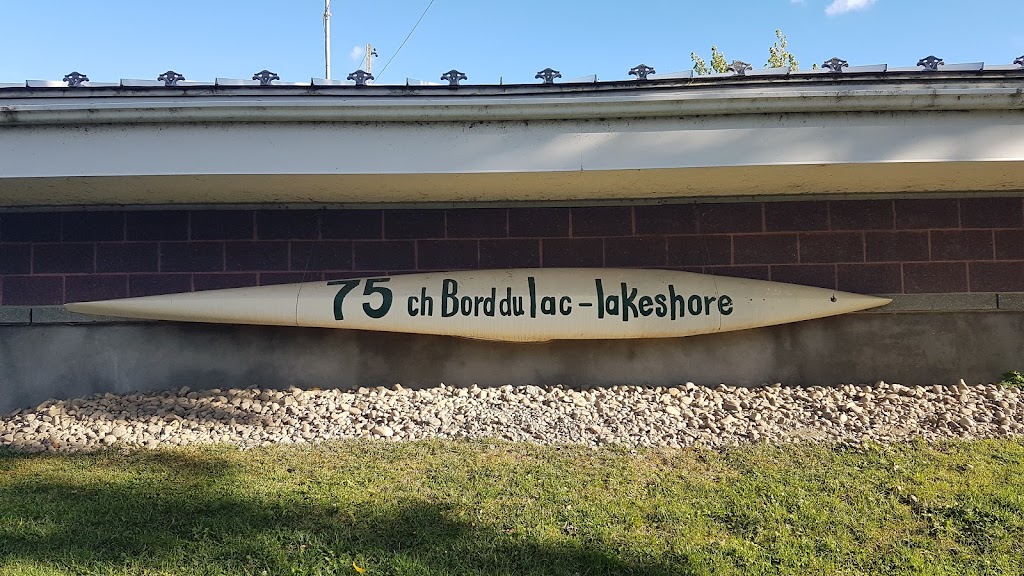 75 ch Bord du lac - lakeshore